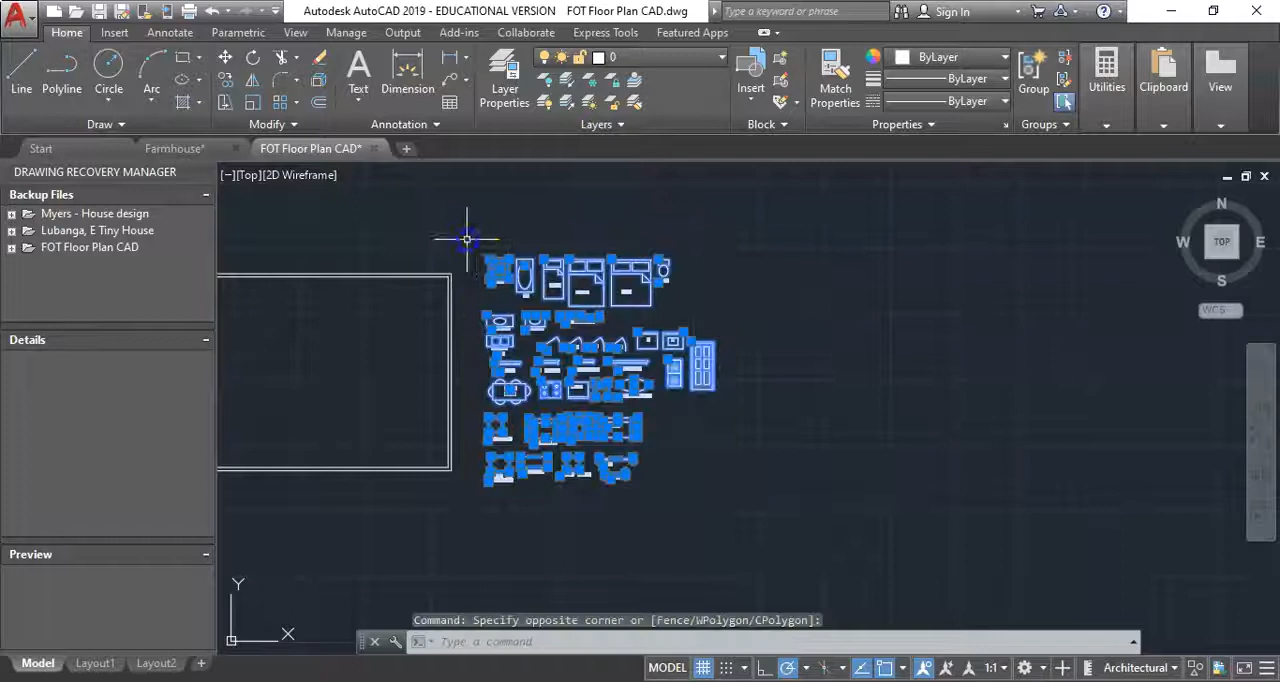 Autodesk AutoCAD 2019 - EDUCATIONAL VERSION FOT Floor Plan CAD.dwg
Type a keyword or phrase
Sign In
Home Insert Annotate Parametric View Manage Output Add-ins Collaborate Express Tools Featured Apps
0
ByLayer
ByLayer
ByLayer
Line Polyline Circle Arc Text Dimension Layer Properties Insert Match Properties Group Utilities Clipboard View
Draw Modify Annotation Layers Block Properties Groups
Start Farmhouse* FOT Floor Plan CAD*
DRAWING RECOVERY MANAGER
[−][Top][2D Wireframe]
Backup Files
Myers - House design
Lubanga, E Tiny House
FOT Floor Plan CAD
N
W TOP E
S
WCS
Details
Preview
Y
X
Command: Specify opposite corner or [Fence/WPolygon/CPolygon]:
Type a command
Model Layout1 Layout2
MODEL 1:1 Architectural